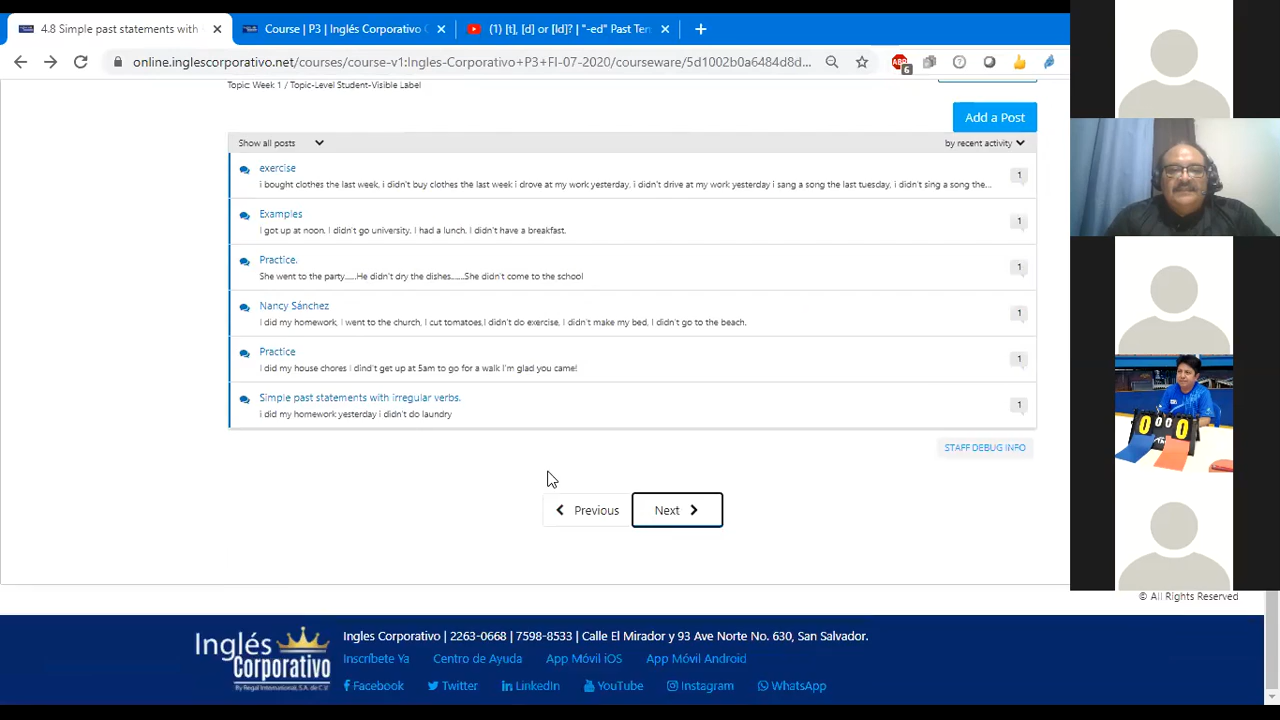 4.8 Simple past statements with
Course | P3 | Inglés Corporativo
(1) [t], [d] or [Id]? | "-ed" Past Ten
online.inglescorporativo.net/courses/course-v1:Ingles-Corporativo+P3+FI-07-2020/courseware/5d1002b0a6484d8d...
ABP
6
Topic: Week 1 / Topic-Level Student-Visible Label
Add a Post
Show all posts
by recent activity
exercise
i bought clothes the last week, i didn't buy clothes the last week i drove at my work yesterday. i didn't drive at my work yesterday i sang a song the last tuesday, i didn't sing a song the...
1
Examples
I got up at noon, I didn't go university. I had a lunch. I didn't have a breakfast.
1
Practice.
She went to the party......He didn't dry the dishes.......She didn't come to the school
1
Nancy Sánchez
I did my homework, I went to the church, I cut tomatoes,I didn't do exercise, I didn't make my bed, I didn't go to the beach.
1
Practice
I did my house chores I dind't get up at 5am to go for a walk I'm glad you came!
1
Simple past statements with irregular verbs.
i did my homework yesterday i didn't do laundry
1
STAFF DEBUG INFO
Previous
Next
0 0 0 0
© All Rights Reserved
Inglés
Corporativo
By Regal International, S.A. de C.V.
Ingles Corporativo | 2263-0668 | 7598-8533 | Calle El Mirador y 93 Ave Norte No. 630, San Salvador.
Inscríbete Ya
Centro de Ayuda
App Móvil iOS
App Móvil Android
Facebook
Twitter
LinkedIn
YouTube
Instagram
WhatsApp